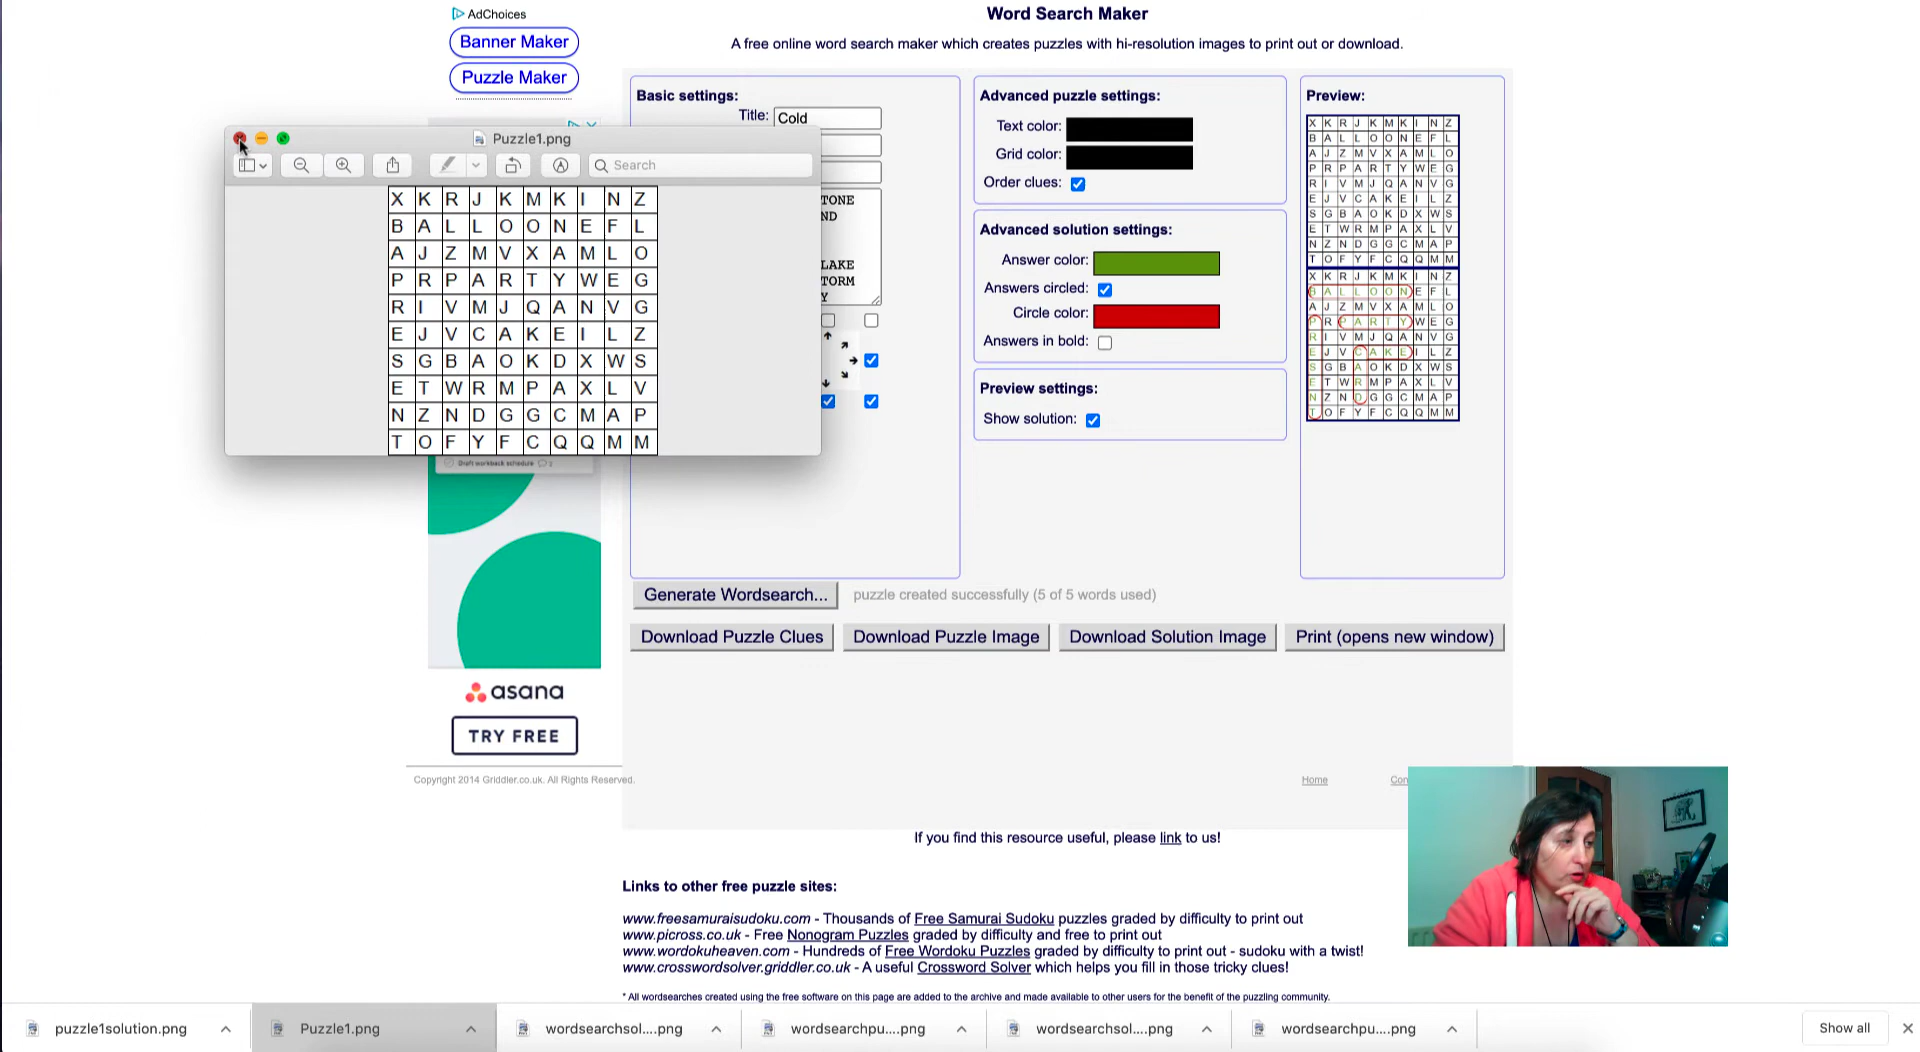 AdChoices
Banner Maker
Puzzle Maker
Word Search Maker
A free online word search maker which creates puzzles with hi-resolution images to print out or download.
Puzzle1.png
Search
X K R J K M K I N Z
B A L L O O N E F L
A J Z M V X A M L O
P R P A R T Y W E G
R I V M J Q A N V G
E J V C A K E I L Z
S G B A O K D X W S
E T W R M P A X L V
N Z N D G G C M A P
T O F Y F C Q Q M M
Draft workback schedule
asana
TRY FREE
Basic settings:
Title: Cold
TONE
ND
LAKE
TORM
Y
Advanced puzzle settings:
Text color:
Grid color:
Order clues:
Advanced solution settings:
Answer color:
Answers circled:
Circle color:
Answers in bold:
Preview settings:
Show solution:
Preview:
X K R J K M K I N Z
B A L L O O N E F L
A J Z M V X A M L O
P R P A R T Y W E G
R I V M J Q A N V G
E J V C A K E I L Z
S G B A O K D X W S
E T W R M P A X L V
N Z N D G G C M A P
T O F Y F C Q Q M M
X K R J K M K I N Z
B A L L O O N E F L
A J Z M V X A M L O
P R P A R T Y W E G
R I V M J Q A N V G
E J V C A K E I L Z
S G B A O K D X W S
E T W R M P A X L V
N Z N D G G C M A P
T O F Y F C Q Q M M
Generate Wordsearch... puzzle created successfully (5 of 5 words used)
Download Puzzle Clues Download Puzzle Image Download Solution Image Print (opens new window)
Copyright 2014 Griddler.co.uk. All Rights Reserved. Home Con
If you find this resource useful, please link to us!
Links to other free puzzle sites:
www.freesamuraisudoku.com - Thousands of Free Samurai Sudoku puzzles graded by difficulty to print out
www.picross.co.uk - Free Nonogram Puzzles graded by difficulty and free to print out
www.wordokuheaven.com - Hundreds of Free Wordoku Puzzles graded by difficulty to print out - sudoku with a twist!
www.crosswordsolver.griddler.co.uk - A useful Crossword Solver which helps you fill in those tricky clues!
* All wordsearches created using the free software on this page are added to the archive and made available to other users for the benefit of the puzzling community.
puzzle1solution.png Puzzle1.png wordsearchsol....png wordsearchpu....png wordsearchsol....png wordsearchpu....png Show all